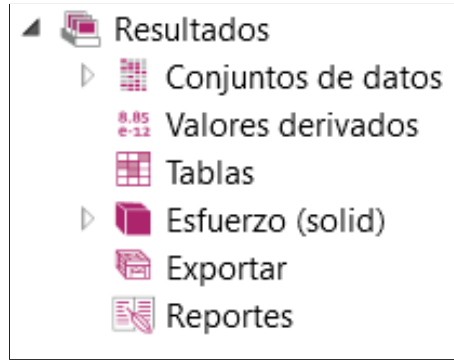 Resultados
Conjuntos de datos
8.85
e-12 Valores derivados
Tablas
Esfuerzo (solid)
Exportar
Reportes